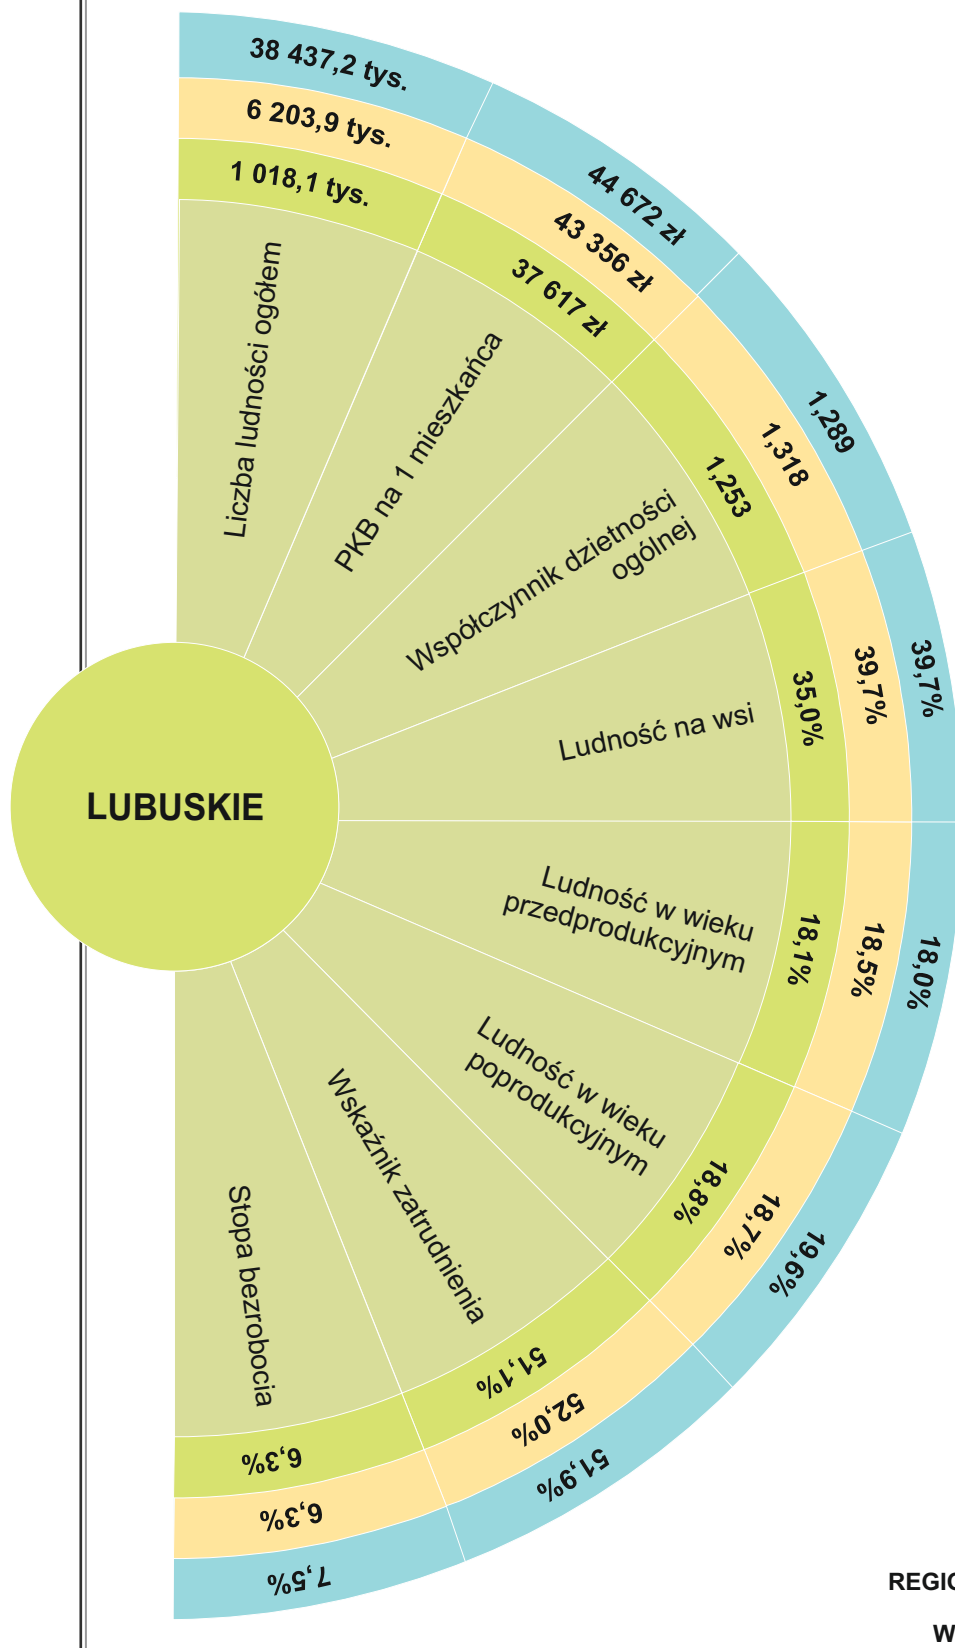 38 437,2 tys.
6 203,9 tys.
1 018,1 tys.
Liczba ludności ogółem
44 672 zł
43 356 zł
37 617 zł
PKB na 1 mieszkańca
1,289
1,318
1,253
Współczynnik dzietności
ogólnej
39,7%
39,7%
35,0%
Ludność na wsi
LUBUSKIE
18,0%
18,5%
18,1%
Ludność w wieku
przedprodukcyjnym
19,6%
18,7%
18,8%
Ludność w wieku
poprodukcyjnym
51,9%
52,0%
51,1%
Wskaźnik zatrudnienia
7,5%
6,3%
6,3%
Stopa bezrobocia